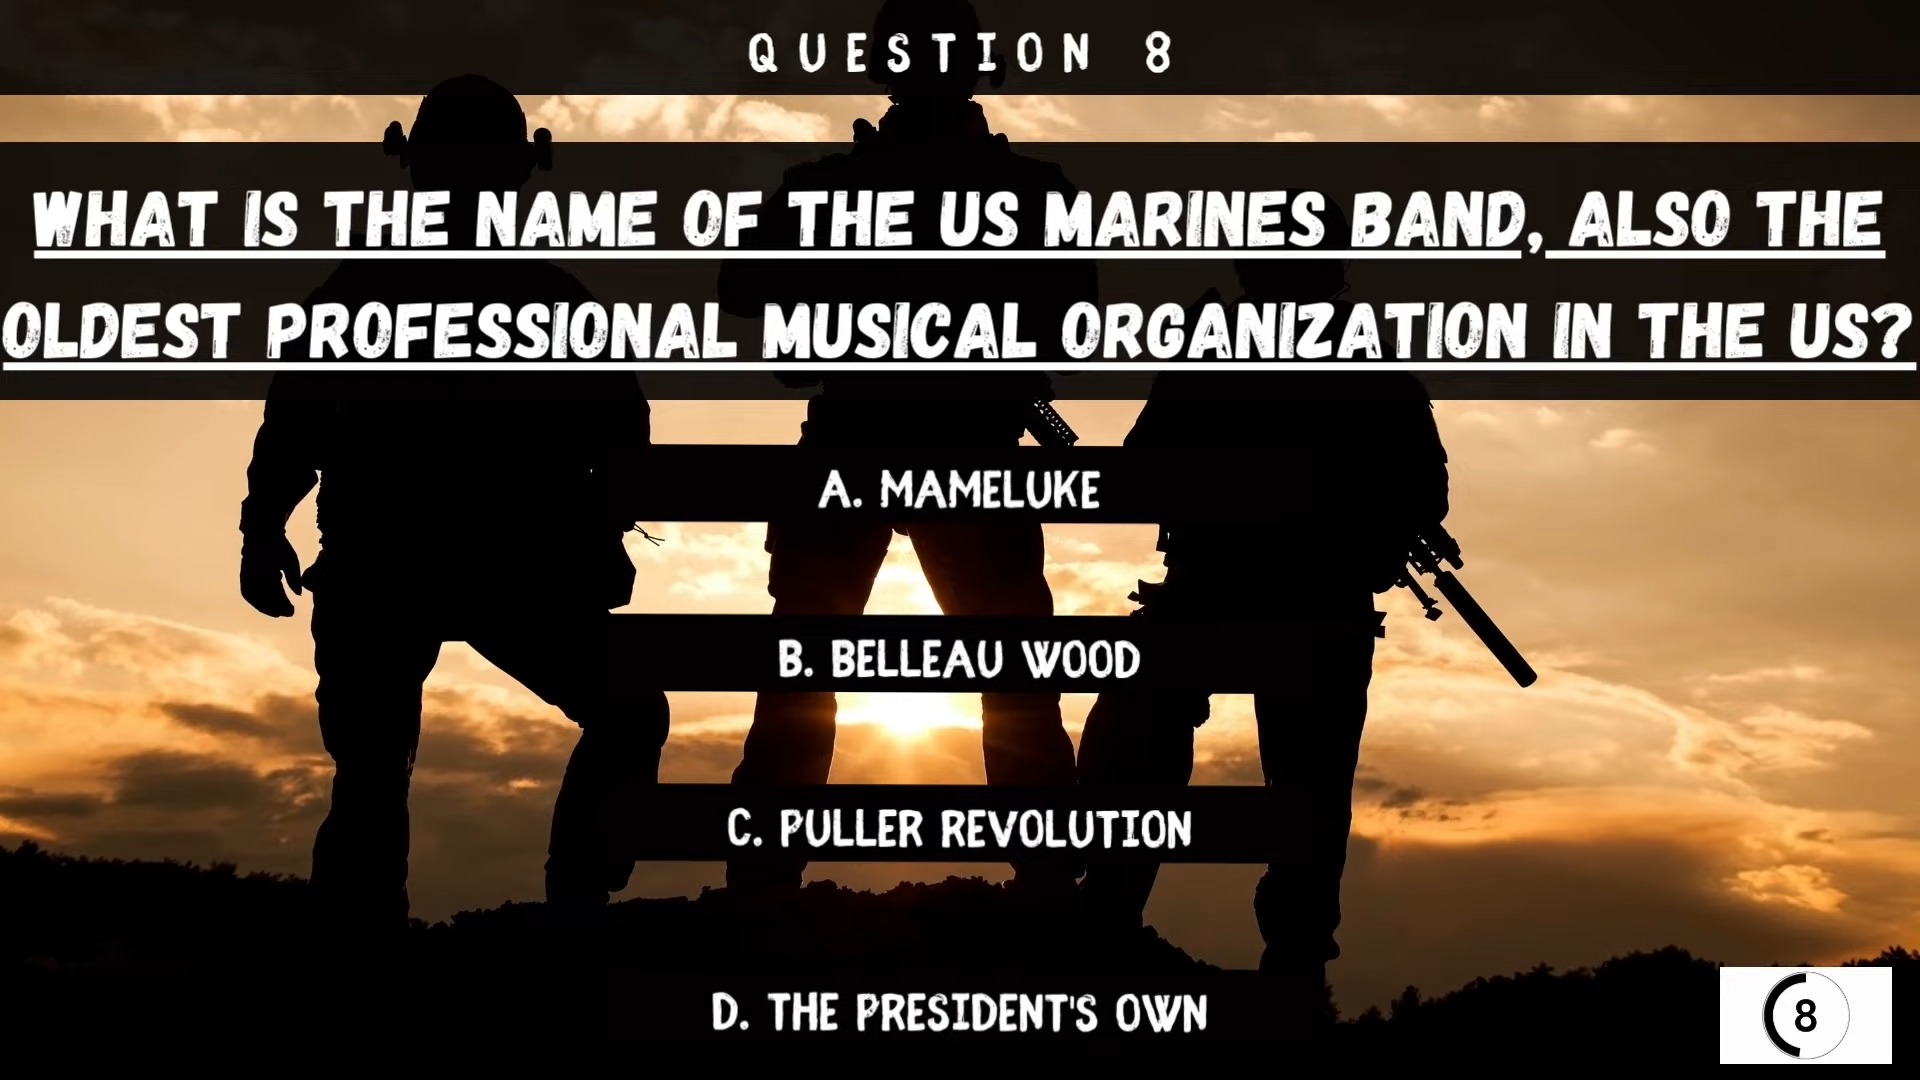 QUESTION 8
WHAT IS THE NAME OF THE US MARINES BAND, ALSO THE
OLDEST PROFESSIONAL MUSICAL ORGANIZATION IN THE US?
A. MAMELUKE
B. BELLEAU WOOD
C. PULLER REVOLUTION
D. THE PRESIDENT'S OWN
8